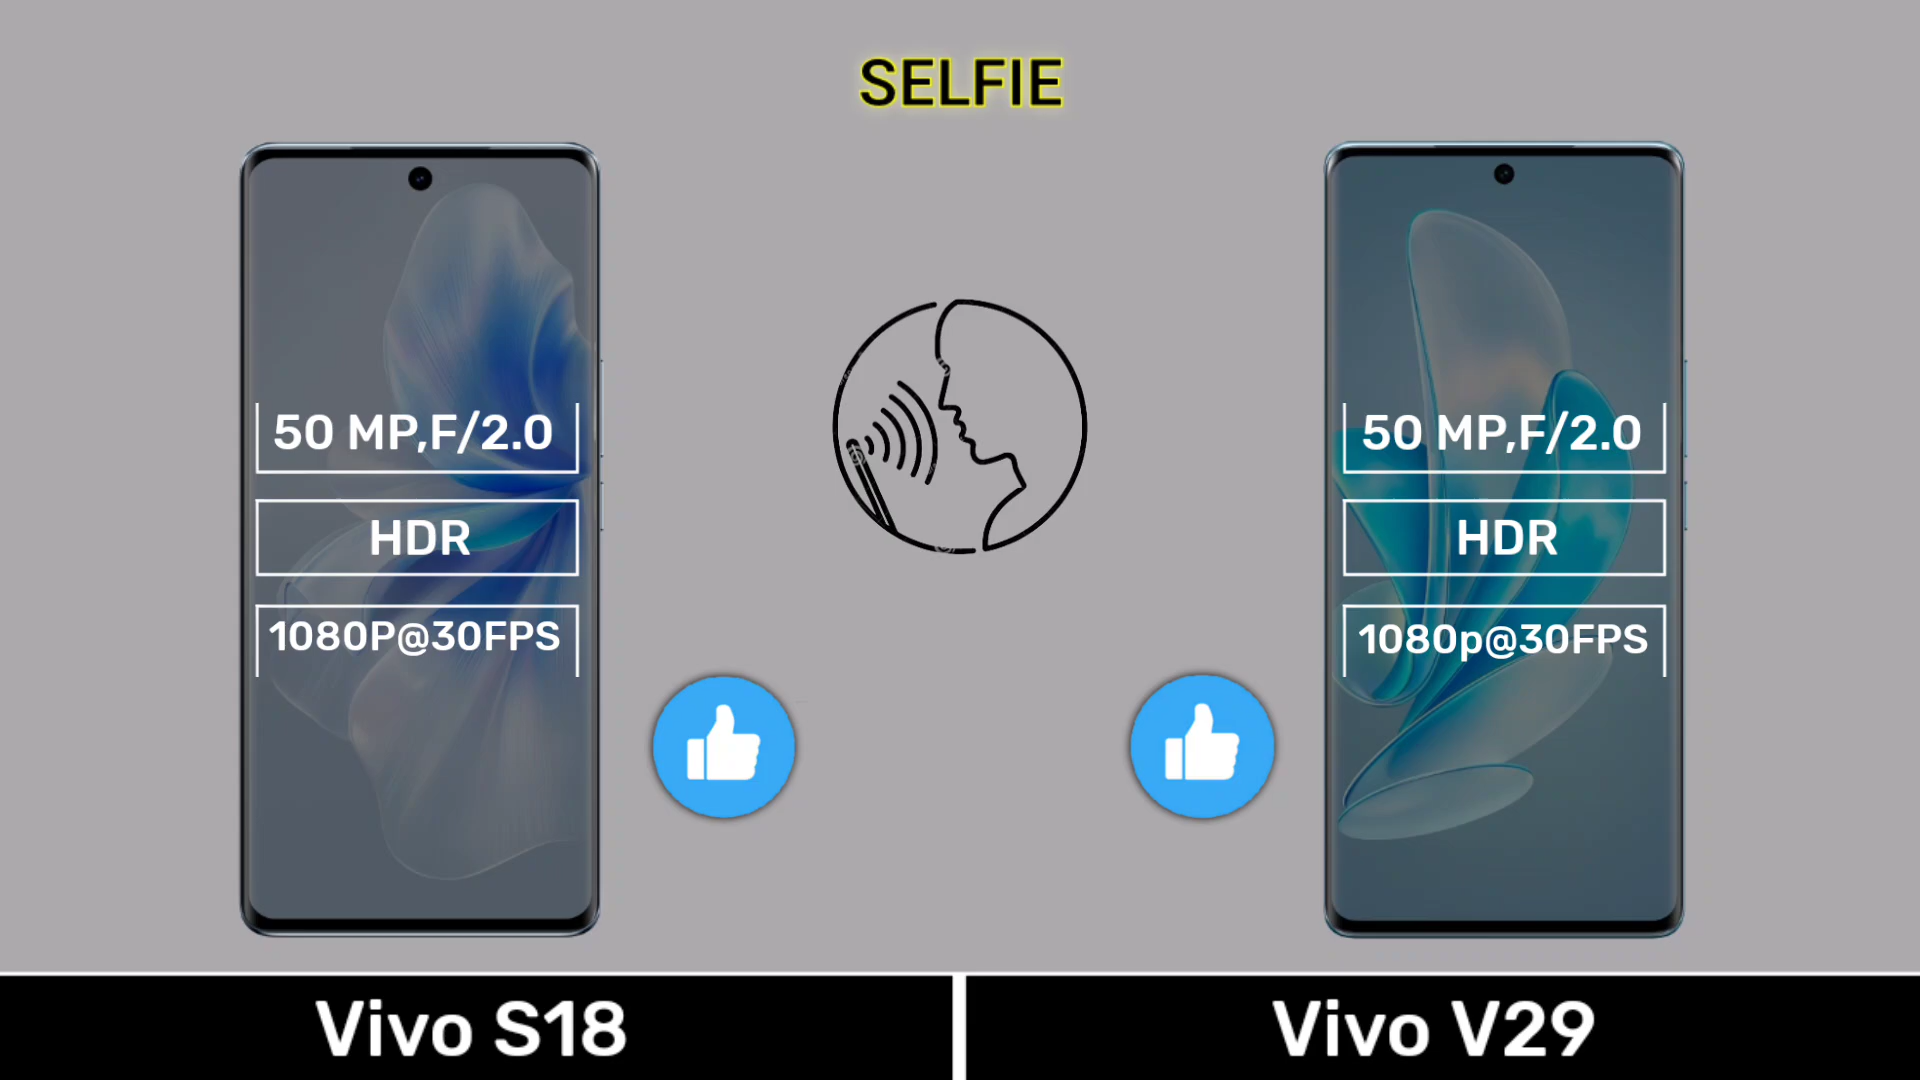 SELFIE
50 MP,F/2.0
HDR
1080P@30FPS
50 MP,F/2.0
HDR
1080p@30FPS
Vivo S18
Vivo V29